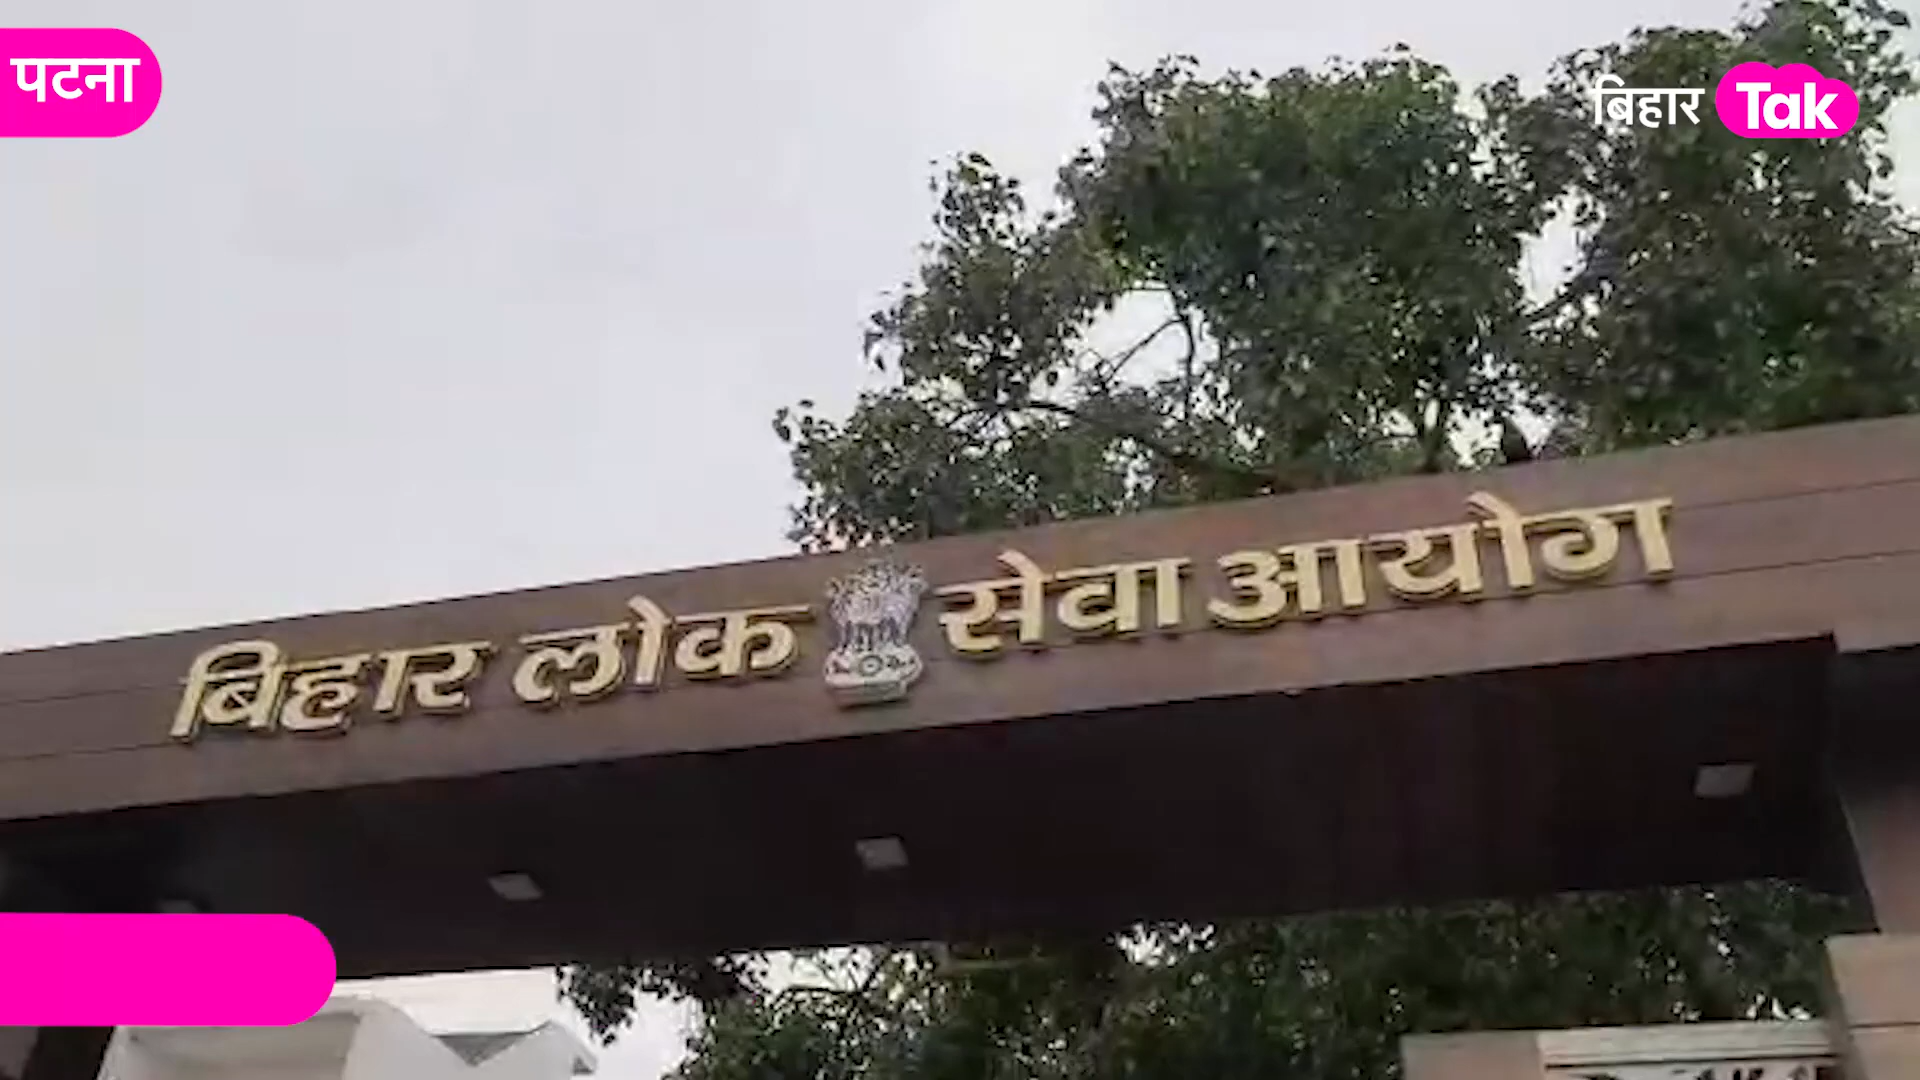 पटना
बिहार Tak
बिहार लोक सेवा आयोग